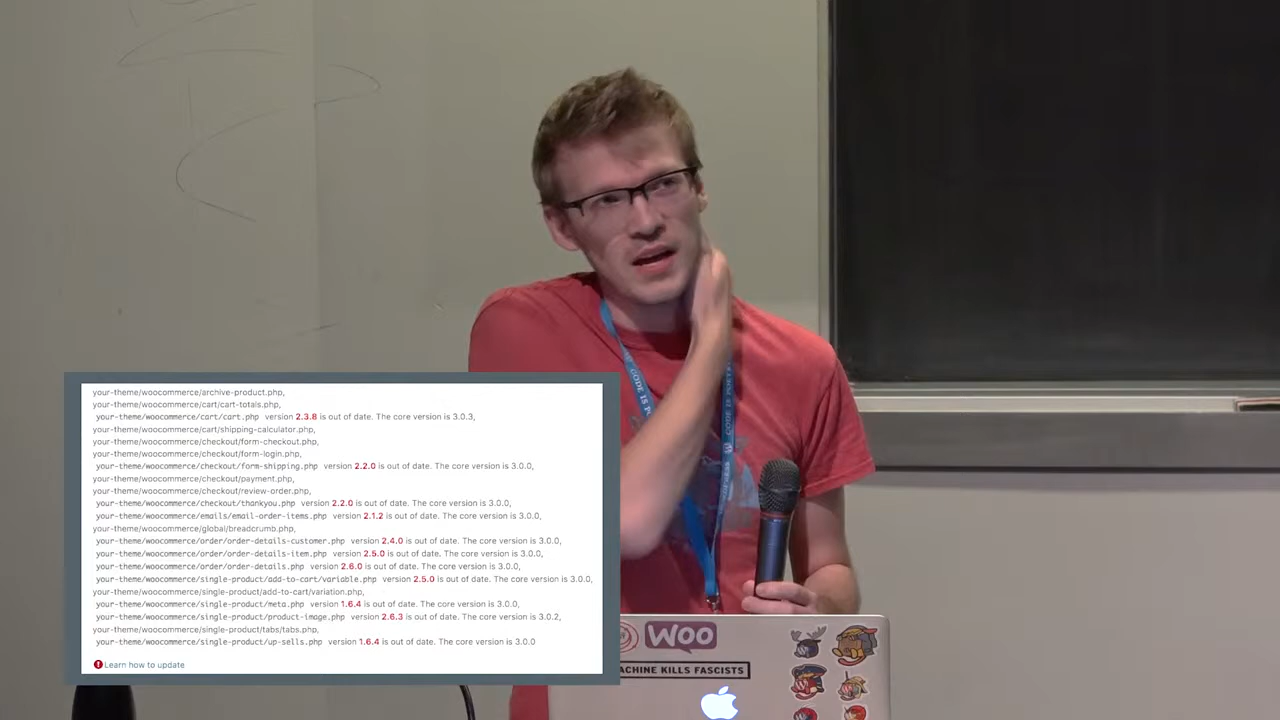 your-theme/woocommerce/archive-product.php,
your-theme/woocommerce/cart/cart-totals.php,
your-theme/woocommerce/cart/cart.php version 2.3.8 is out of date. The core version is 3.0.3,
your-theme/woocommerce/cart/shipping-calculator.php,
your-theme/woocommerce/checkout/form-checkout.php,
your-theme/woocommerce/checkout/form-login.php,
your-theme/woocommerce/checkout/form-shipping.php version 2.2.0 is out of date. The core version is 3.0.0,
your-theme/woocommerce/checkout/payment.php,
your-theme/woocommerce/checkout/review-order.php,
your-theme/woocommerce/checkout/thankyou.php version 2.2.0 is out of date. The core version is 3.0.0,
your-theme/woocommerce/emails/email-order-items.php version 2.1.2 is out of date. The core version is 3.0.0,
your-theme/woocommerce/global/breadcrumb.php,
your-theme/woocommerce/order/order-details-customer.php version 2.4.0 is out of date. The core version is 3.0.0,
your-theme/woocommerce/order/order-details-item.php version 2.5.0 is out of date. The core version is 3.0.0,
your-theme/woocommerce/order/order-details.php version 2.6.0 is out of date. The core version is 3.0.0,
your-theme/woocommerce/single-product/add-to-cart/variable.php version 2.5.0 is out of date. The core version is 3.0.0,
your-theme/woocommerce/single-product/add-to-cart/variation.php,
your-theme/woocommerce/single-product/meta.php version 1.6.4 is out of date. The core version is 3.0.0,
your-theme/woocommerce/single-product/product-image.php version 2.6.3 is out of date. The core version is 3.0.2,
your-theme/woocommerce/single-product/tabs/tabs.php,
your-theme/woocommerce/single-product/up-sells.php version 1.6.4 is out of date. The core version is 3.0.0
Learn how to update
CODE IS
WOO
ACHINE KILLS FASCISTS